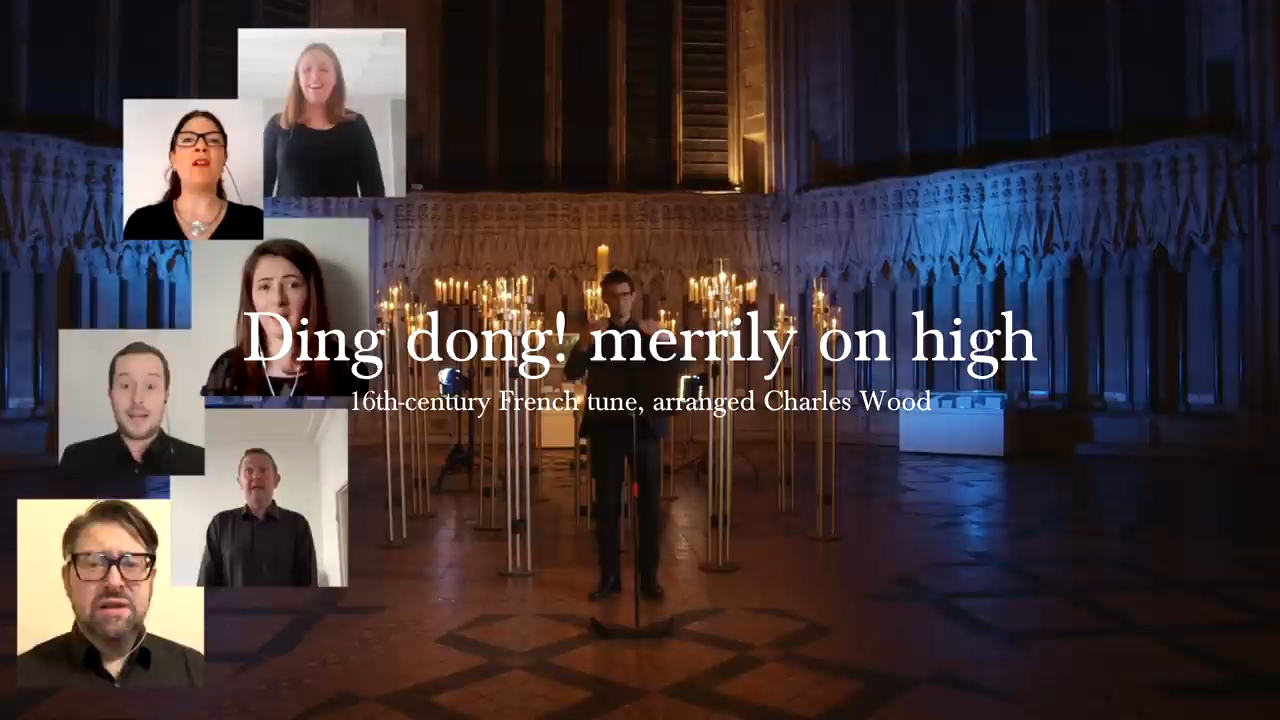 Ding dong! merrily on high
16th-century French tune, arranged Charles Wood